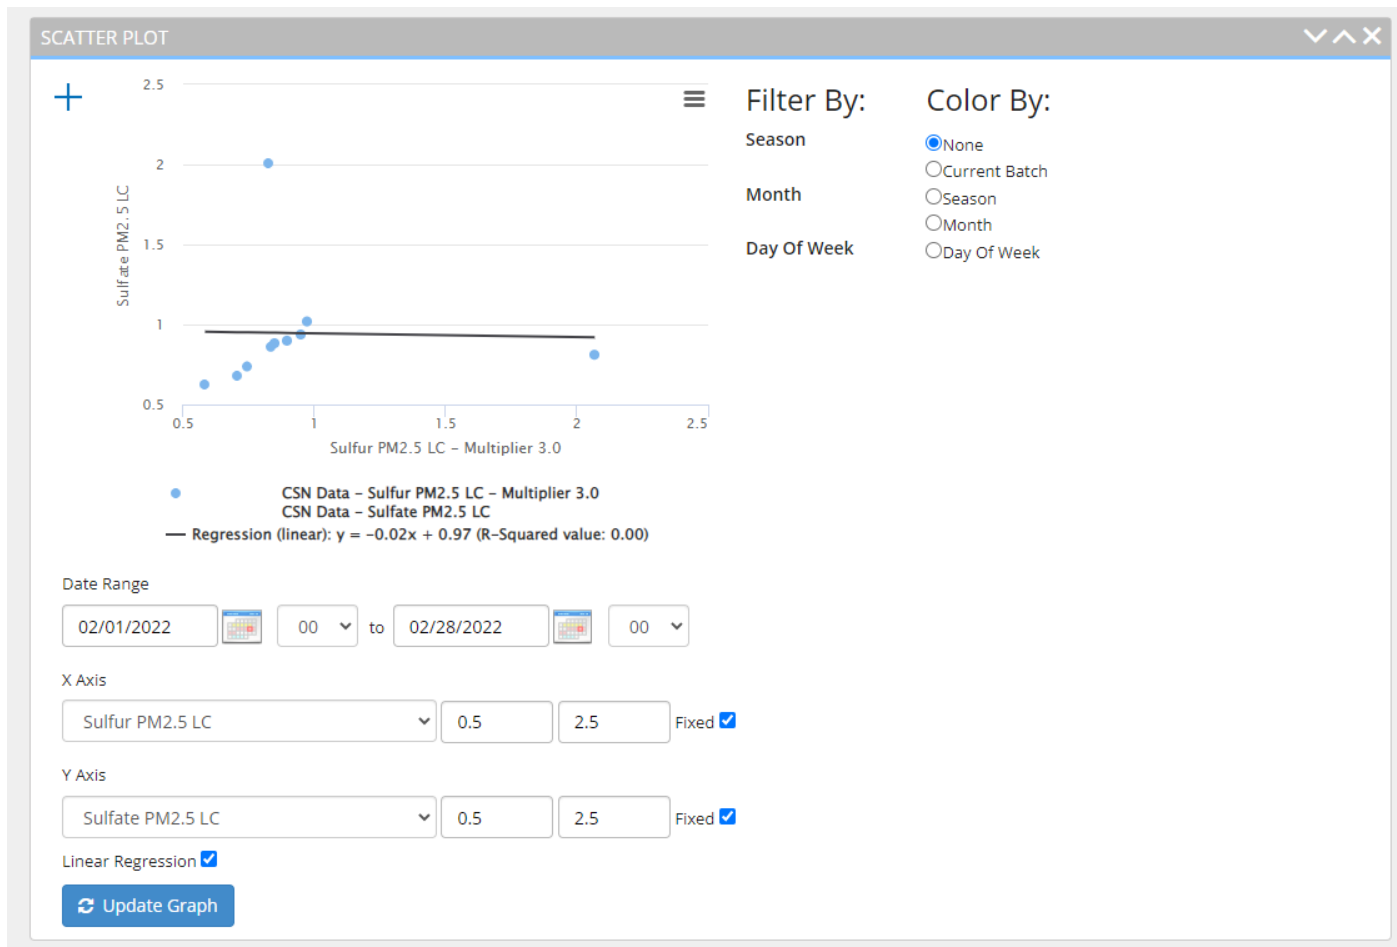 SCATTER PLOT
2.5
2
1.5
1
0.5
Sulfate PM2.5 LC
0.5
1
1.5
2
2.5
Sulfur PM2.5 LC – Multiplier 3.0
CSN Data – Sulfur PM2.5 LC – Multiplier 3.0
CSN Data – Sulfate PM2.5 LC
Regression (linear): y = –0.02x + 0.97 (R–Squared value: 0.00)
Filter By:
Season
Month
Day Of Week
Color By:
None
Current Batch
Season
Month
Day Of Week
Date Range
02/01/2022 00 to 02/28/2022 00
X Axis
Sulfur PM2.5 LC 0.5 2.5 Fixed
Y Axis
Sulfate PM2.5 LC 0.5 2.5 Fixed
Linear Regression
Update Graph